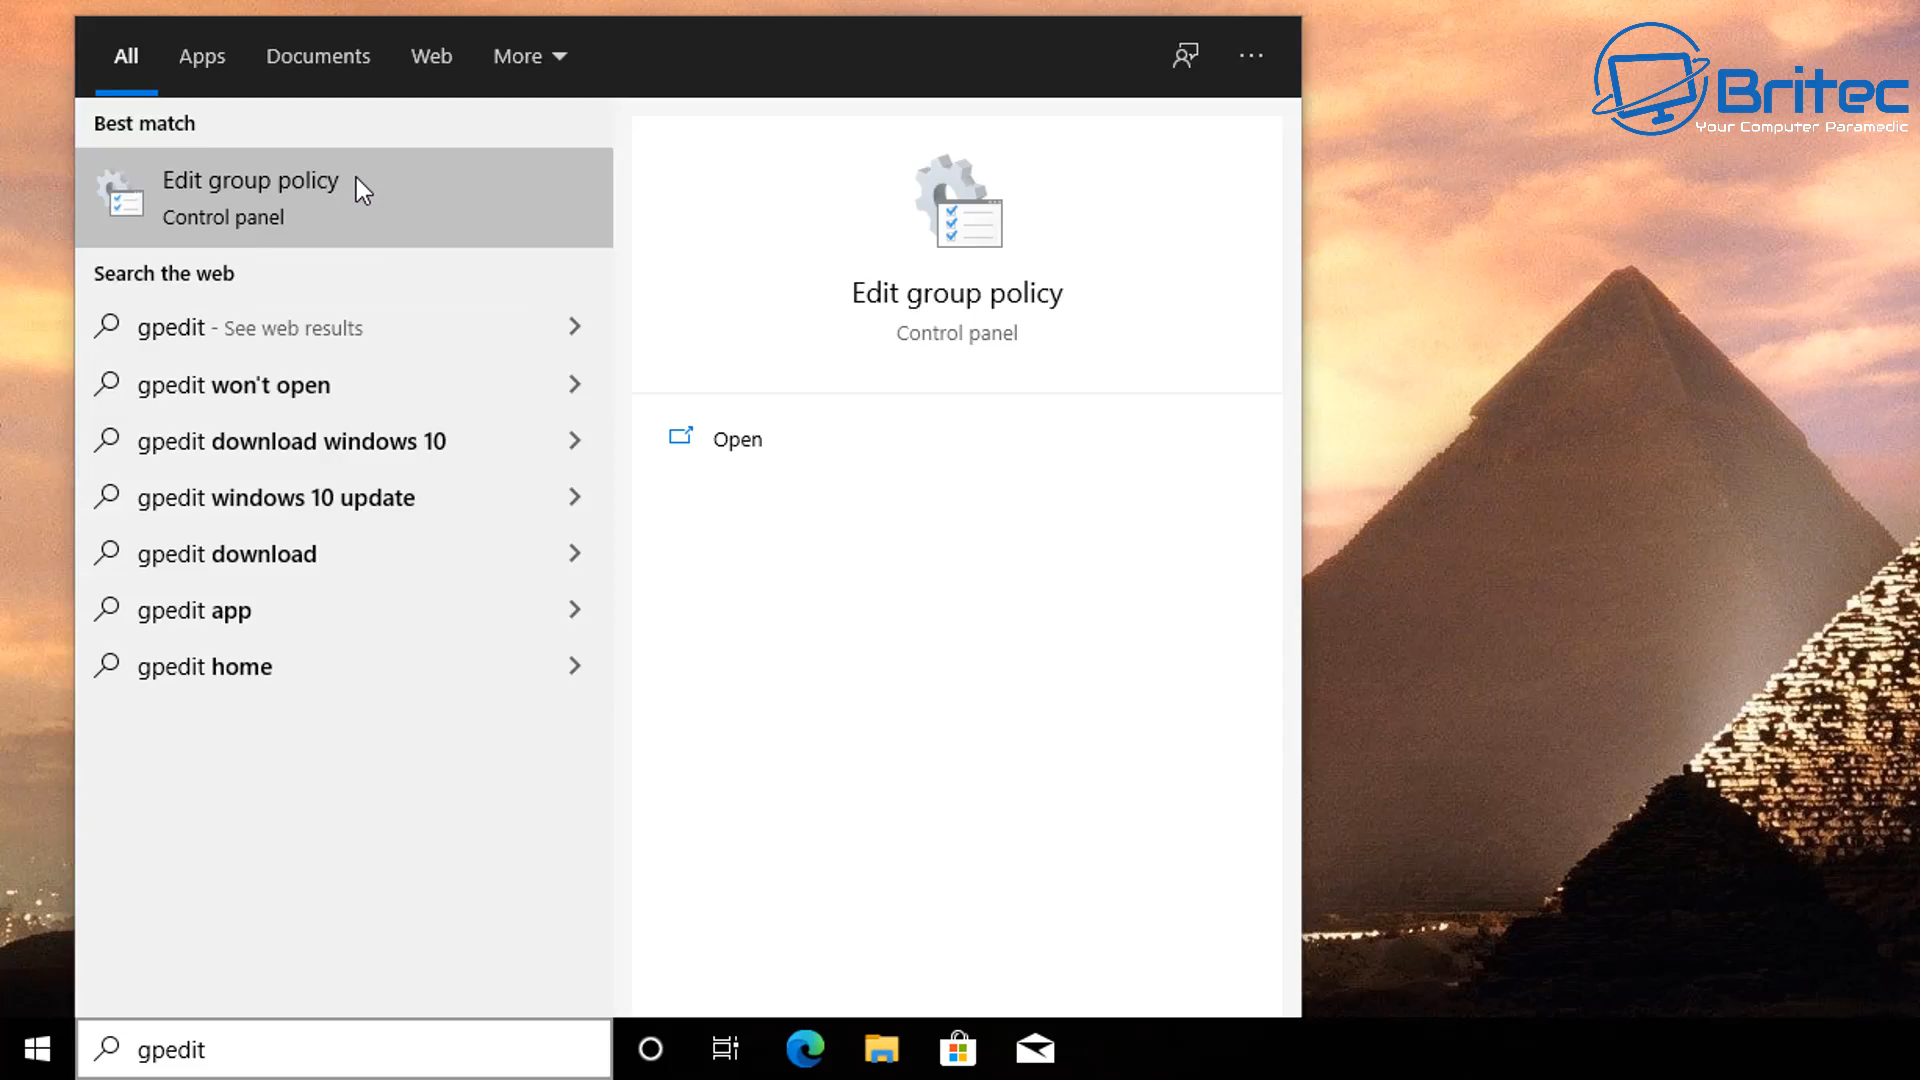 All Apps Documents Web More
Britec
Your Computer Paramedic
Best match
Edit group policy
Control panel
Search the web
gpedit - See web results
gpedit won't open
gpedit download windows 10
gpedit windows 10 update
gpedit download
gpedit app
gpedit home
Edit group policy
Control panel
Open
gpedit